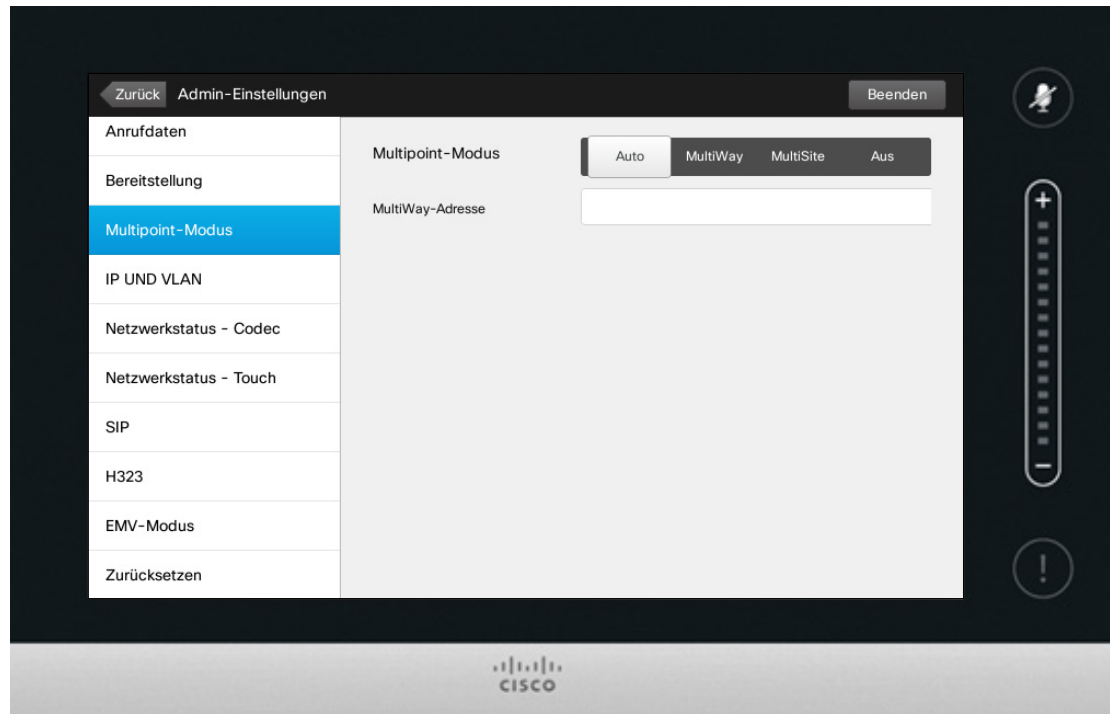 Zurück Admin-Einstellungen Beenden
Anrufdaten
Bereitstellung
Multipoint-Modus
IP UND VLAN
Netzwerkstatus - Codec
Netzwerkstatus - Touch
SIP
H323
EMV-Modus
Zurücksetzen
Multipoint-Modus Auto MultiWay MultiSite Aus
MultiWay-Adresse
+
-
!
CISCO